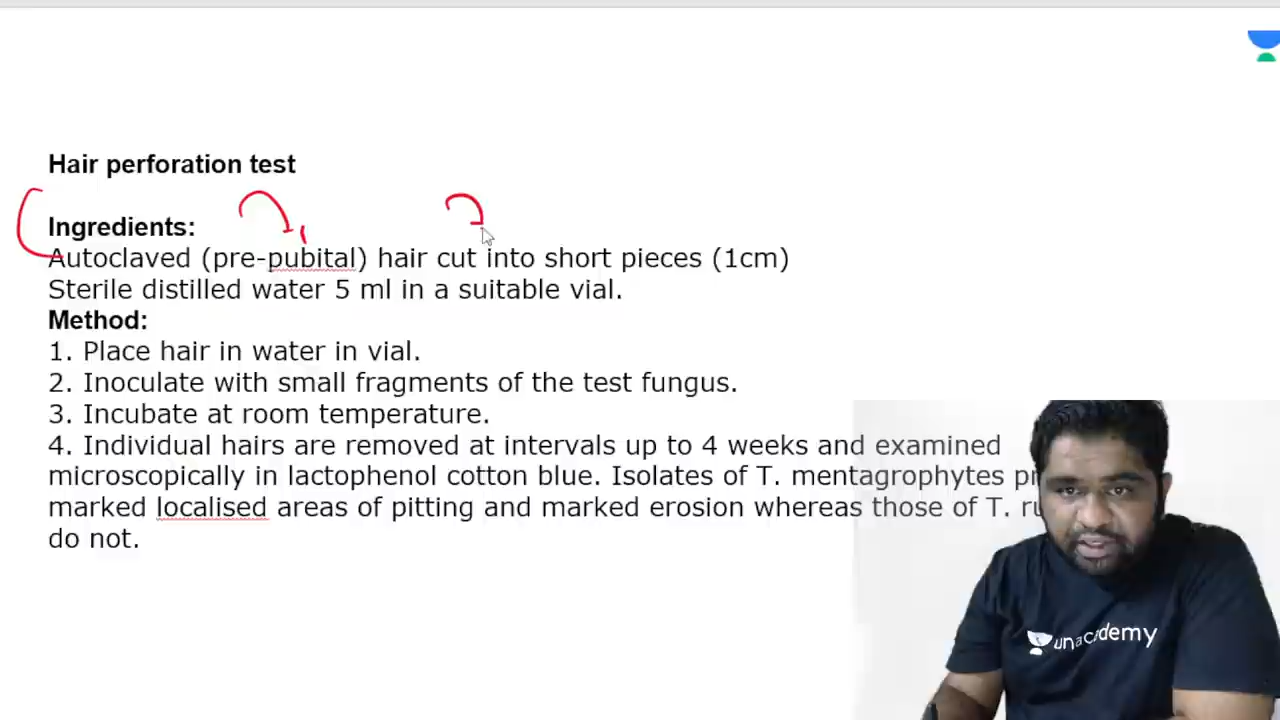 Hair perforation test
Ingredients:
Autoclaved (pre-pubital) hair cut into short pieces (1cm)
Sterile distilled water 5 ml in a suitable vial.
Method:
1. Place hair in water in vial.
2. Inoculate with small fragments of the test fungus.
3. Incubate at room temperature.
4. Individual hairs are removed at intervals up to 4 weeks and examined
microscopically in lactophenol cotton blue. Isolates of T. mentagrophytes
marked localised areas of pitting and marked erosion whereas those of T.
do not.
unacademy